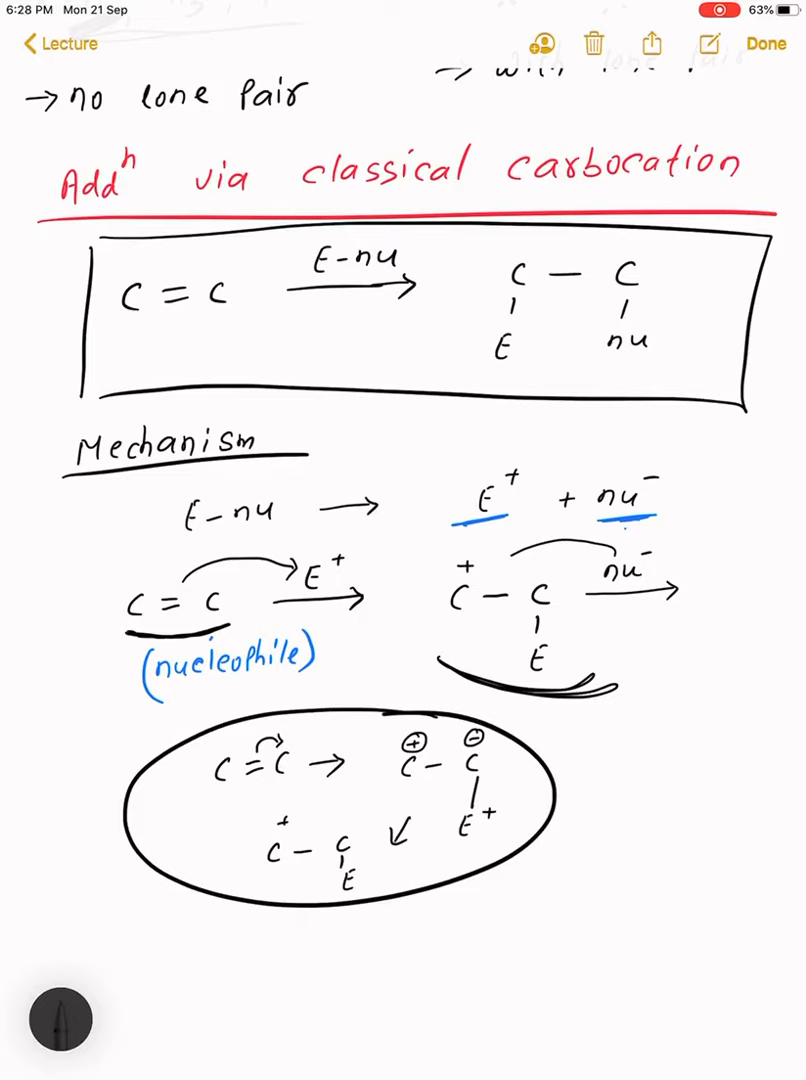 6:28 PM Mon 21 Sep 63%
Lecture Done
→ no lone pair
Addⁿ via classical carbocation
C = C E-nu → C — C
E nu
Mechanism
E-nu → E⁺ + nu⁻
C = C E⁺ → C⁺ — C nu⁻ →
E
(nucleophile)
C = C → C⊕ — C⊖
E⁺
C⁺ — C ↙
E